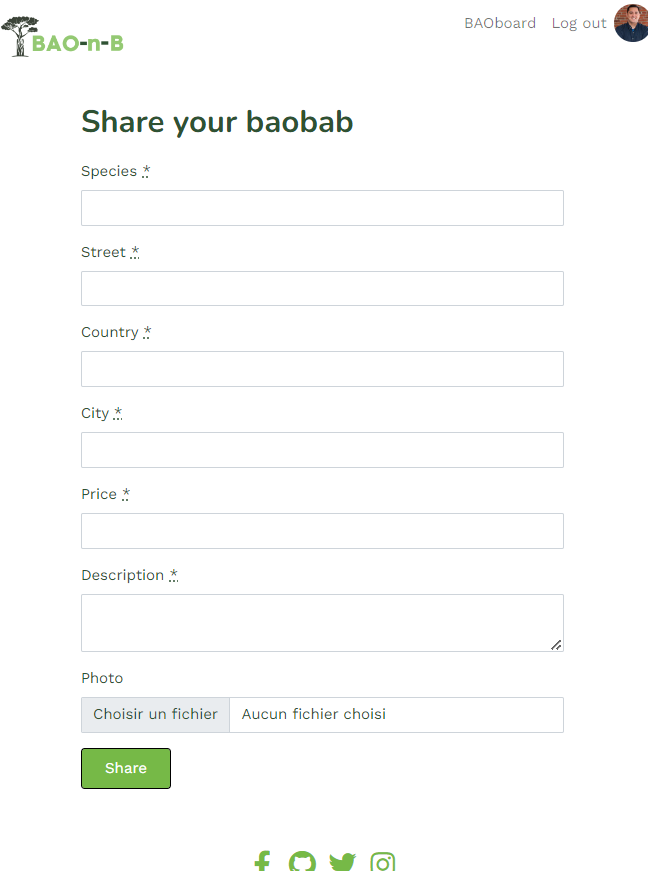 BAO-n-B
BAOboard Log out
Share your baobab
Species *
Street *
Country *
City *
Price *
Description *
Photo
Choisir un fichier Aucun fichier choisi
Share